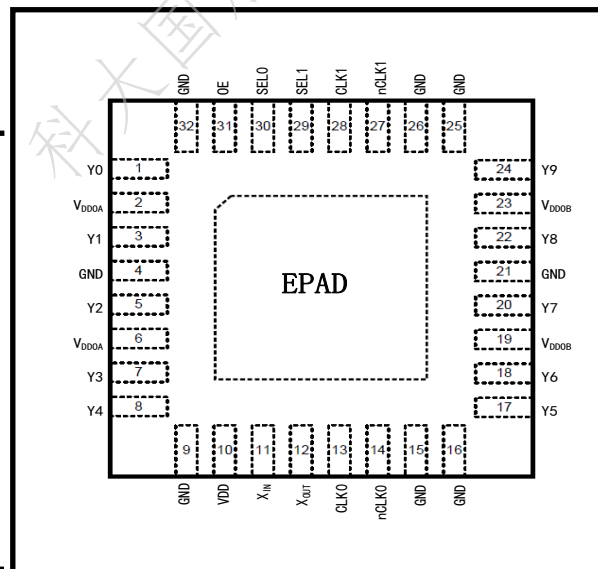 科大国
GND OE SEL0 SEL1 CLK1 nCLK1 GND GND
32 31 30 29 28 27 26 25
Y0 1 24 Y9
VDDOA 2 23 VDDOB
Y1 3 22 Y8
GND 4 21 GND
EPAD
Y2 5 20 Y7
VDDOA 6 19 VDDOB
Y3 7 18 Y6
Y4 8 17 Y5
9 10 11 12 13 14 15 16
GND VDD XIN XOUT CLK0 nCLK0 GND GND